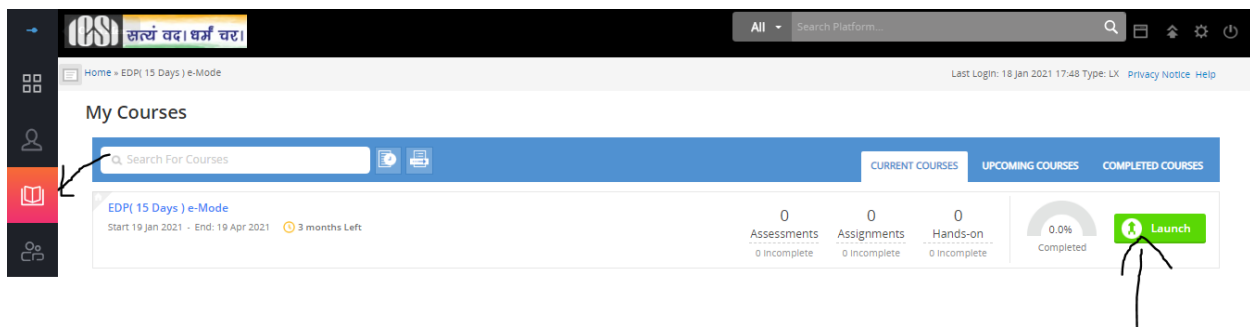 ICSI सत्यं वद। धर्मं चर।
All Search Platform...
Home » EDP( 15 Days ) e-Mode
Last Login: 18 Jan 2021 17:48 Type: LX Privacy Notice Help
My Courses
Search For Courses
CURRENT COURSES UPCOMING COURSES COMPLETED COURSES
EDP( 15 Days ) e-Mode
Start 19 Jan 2021 - End: 19 Apr 2021 3 months Left
0 Assessments
0 Incomplete
0 Assignments
0 Incomplete
0 Hands-on
0 Incomplete
0.0%
Completed
Launch